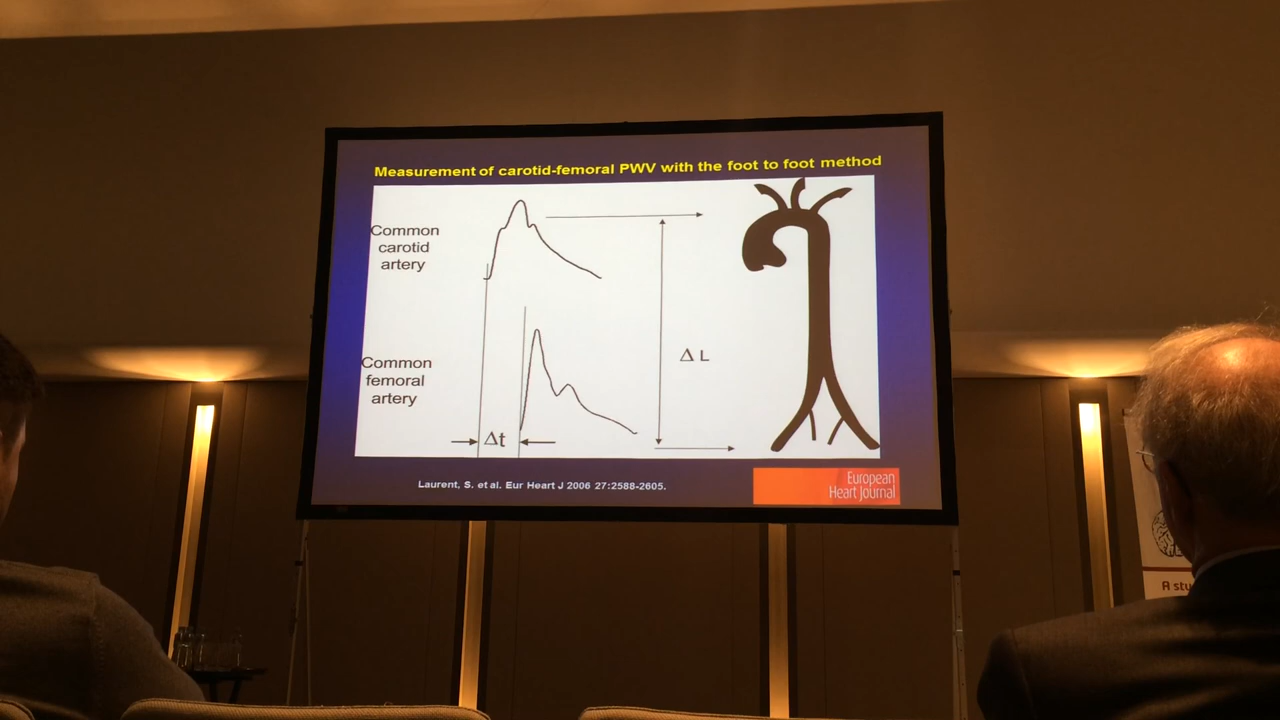 Measurement of carotid-femoral PWV with the foot to foot method
Common
carotid
artery
Common
femoral
artery
Δt
Δ L
Laurent, S. et al. Eur Heart J 2006 27:2588-2605.
European
Heart Journal
A stu